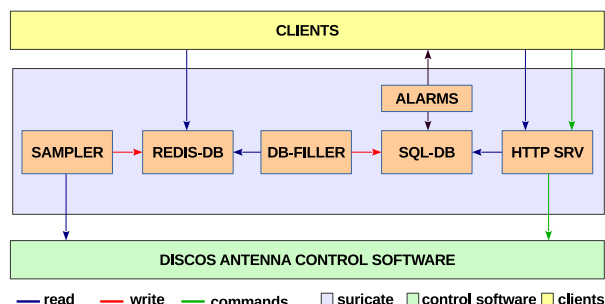 CLIENTS
ALARMS
SAMPLER
REDIS-DB
DB-FILLER
SQL-DB
HTTP SRV
DISCOS ANTENNA CONTROL SOFTWARE
read write commands suricate control software clients